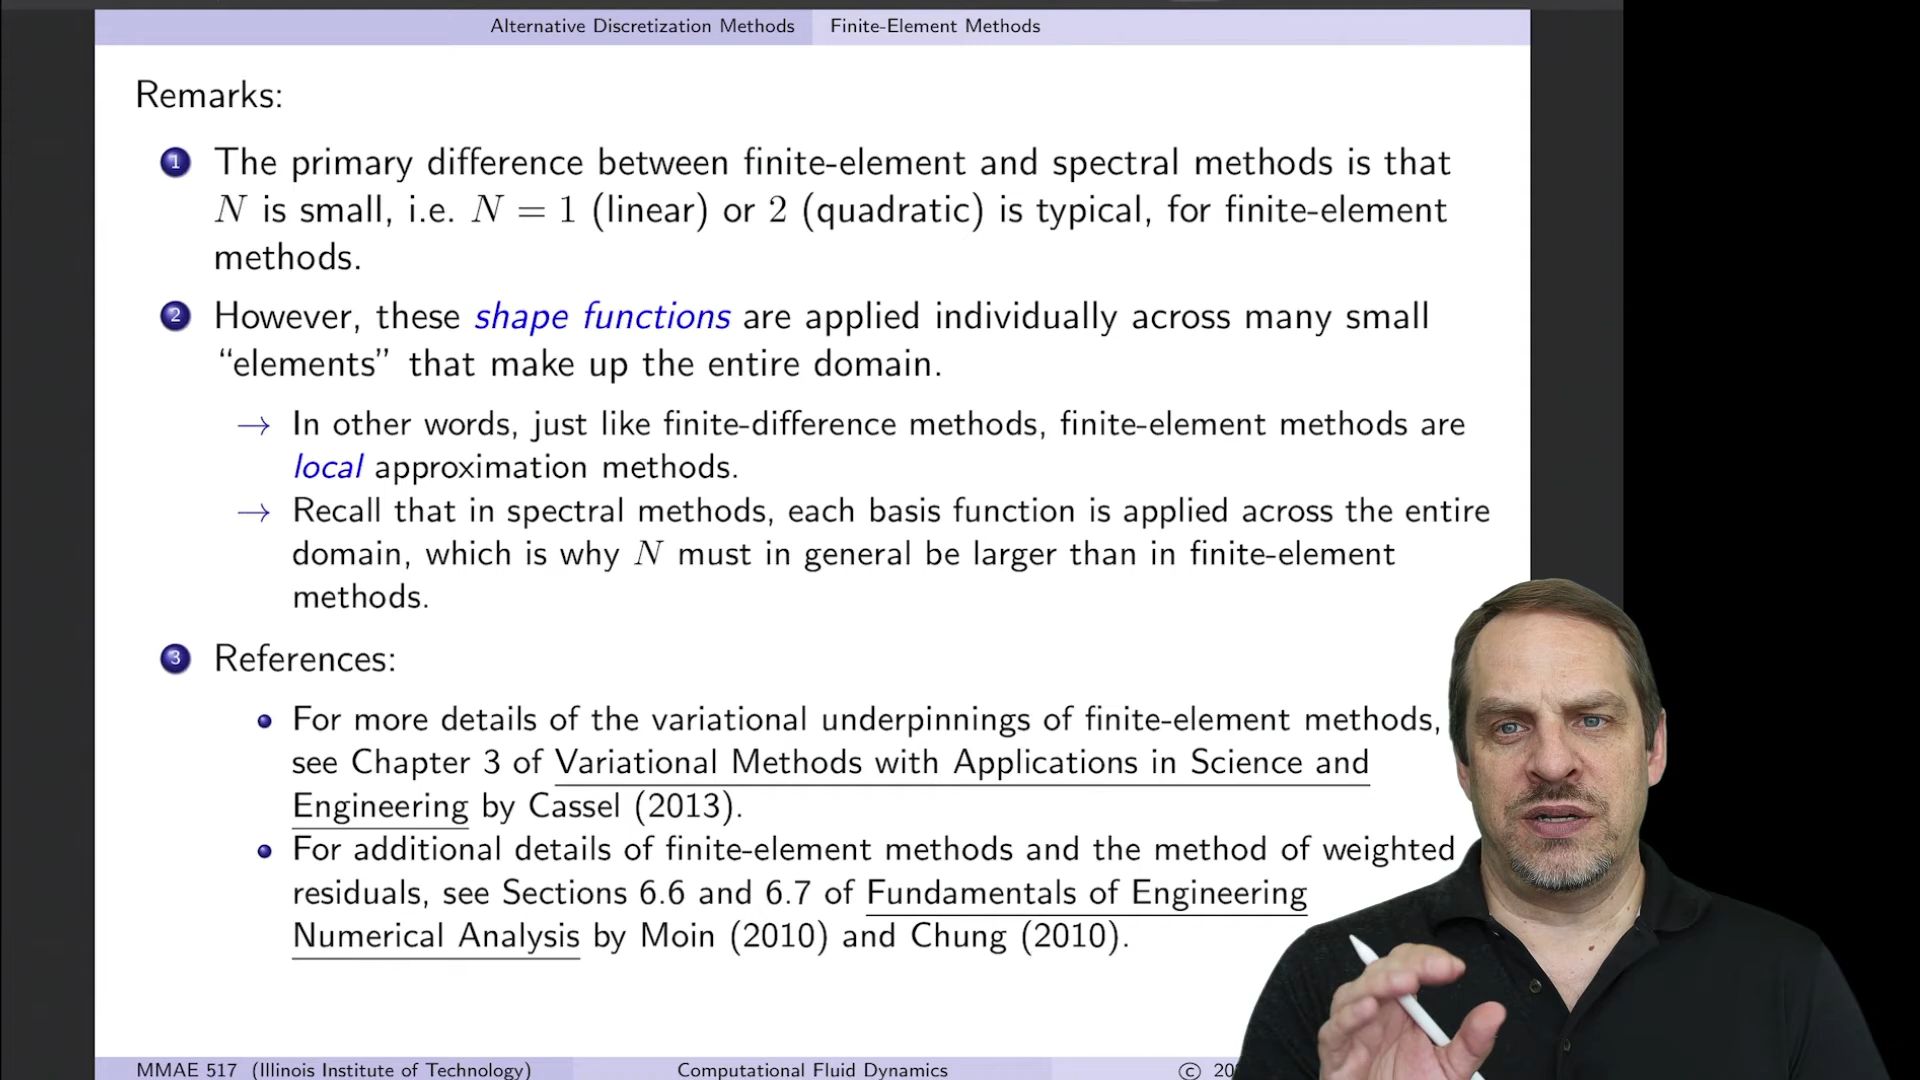 Alternative Discretization Methods Finite-Element Methods
Remarks:
1 The primary difference between finite-element and spectral methods is that
N is small, i.e. N = 1 (linear) or 2 (quadratic) is typical, for finite-element
methods.
2 However, these shape functions are applied individually across many small
“elements” that make up the entire domain.
→ In other words, just like finite-difference methods, finite-element methods are
local approximation methods.
→ Recall that in spectral methods, each basis function is applied across the entire
domain, which is why N must in general be larger than in finite-element
methods.
3 References:
• For more details of the variational underpinnings of finite-element methods,
see Chapter 3 of Variational Methods with Applications in Science and
Engineering by Cassel (2013).
• For additional details of finite-element methods and the method of weighted
residuals, see Sections 6.6 and 6.7 of Fundamentals of Engineering
Numerical Analysis by Moin (2010) and Chung (2010).
MMAE 517 (Illinois Institute of Technology) Computational Fluid Dynamics ©